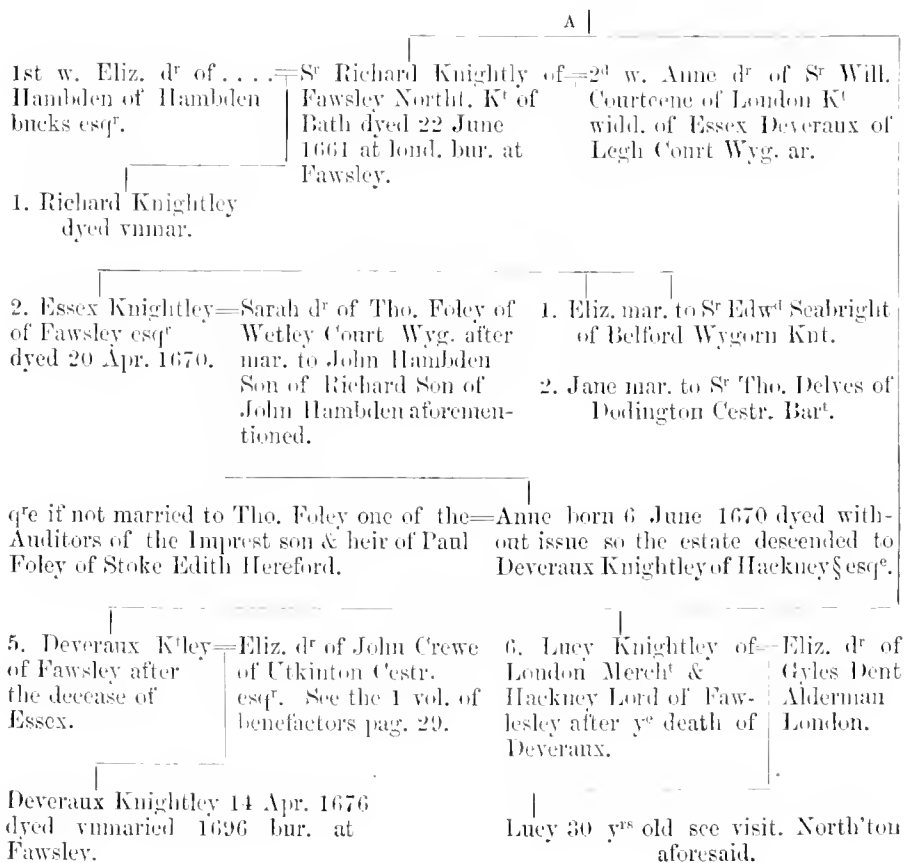 A
1st w. Eliz. dʳ of . . . .
Hambden of Hambden
bucks esqʳ.
Sʳ Richard Knightly of
Fawsley Northt. Kᵗ of
Bath dyed 22 June
1661 at lond. bur. at
Fawsley.
2ᵈ w. Anne dʳ of Sʳ Will.
Courteene of London Kᵗ
widd. of Essex Deveraux of
Legh Court Wyg. ar.
1. Richard Knightley
dyed vnmar.
2. Essex Knightley
of Fawsley esqʳ
dyed 20 Apr. 1670.
Sarah dʳ of Tho. Foley of
Wetley Court Wyg. after
mar. to John Hambden
Son of Richard Son of
John Hambden aforemen-
tioned.
1. Eliz. mar. to Sʳ Edwᵈ Seabright
of Belford Wygorn Knt.
2. Jane mar. to Sʳ Tho. Delves of
Dodington Cestr. Barᵗ.
qʳe if not married to Tho. Foley one of the
Auditors of the Imprest son & heir of Paul
Foley of Stoke Edith Hereford.
Anne born 6 June 1670 dyed with-
out issue so the estate descended to
Deveraux Knightley of Hackney § esqᵉ.
5. Deveraux Kᵗley
of Fawsley after
the decease of
Essex.
Eliz. dʳ of John Crewe
of Utkinton Cestr.
esqʳ. See the 1 vol. of
benefactors pag. 29.
6. Lucy Knightley of
London Merchᵗ &
Hackney Lord of Faw-
lesley after yᵉ death of
Deveraux.
Eliz. dʳ of
Gyles Dent
Alderman
London.
Deveraux Knightley 14 Apr. 1676
dyed vnmaried 1696 bur. at
Fawsley.
Lucy 30 yʳˢ old see visit. North'ton
aforesaid.